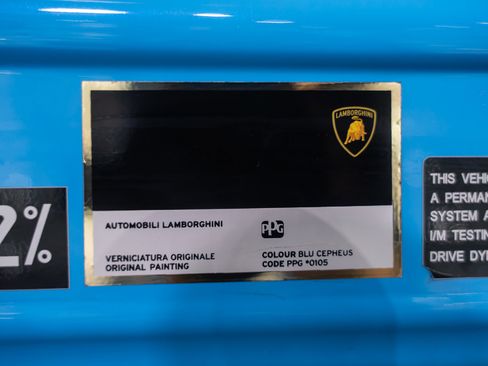 LAMBORGHINI
AUTOMOBILI LAMBORGHINI
PPG
VERNICIATURA ORIGINALE
ORIGINAL PAINTING
COLOUR BLU CEPHEUS
CODE PPG *0105
2%
THIS VEHI
A PERMAN
SYSTEM A
I/M TESTIN
DRIVE DY